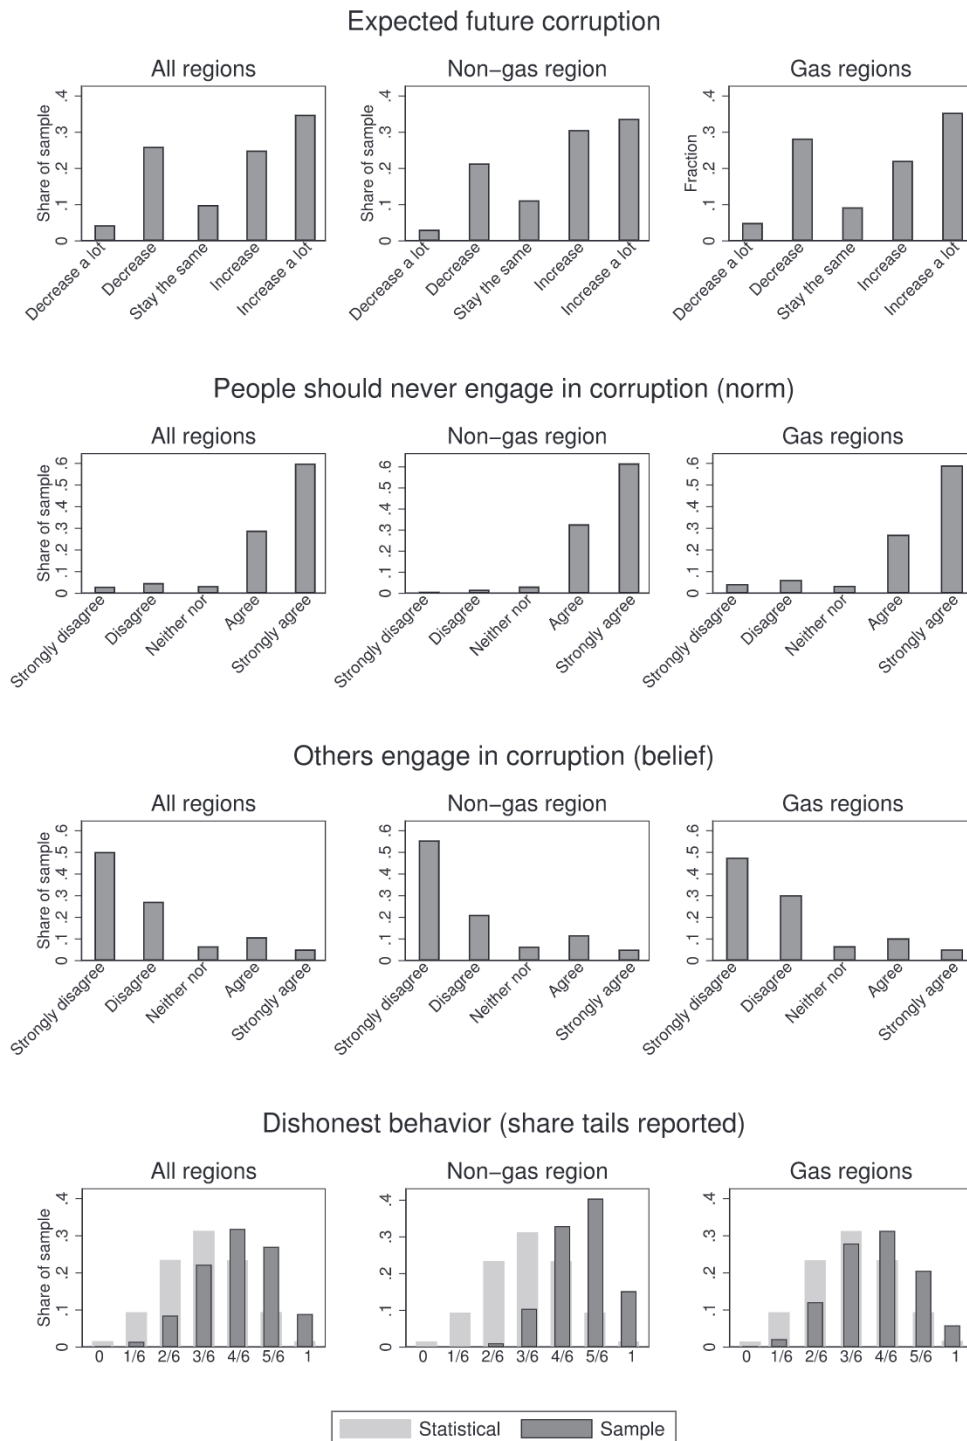 Expected future corruption
All regions
Non−gas region
Gas regions
Share of sample
0 .1 .2 .3 .4
Decrease a lot
Decrease
Stay the same
Increase
Increase a lot
Share of sample
0 .1 .2 .3 .4
Decrease a lot
Decrease
Stay the same
Increase
Increase a lot
Fraction
0 .1 .2 .3 .4
Decrease a lot
Decrease
Stay the same
Increase
Increase a lot
People should never engage in corruption (norm)
All regions
Non−gas region
Gas regions
Share of sample
0 .1 .2 .3 .4 .5 .6
Strongly disagree
Disagree
Neither nor
Agree
Strongly agree
0 .1 .2 .3 .4 .5 .6
Strongly disagree
Disagree
Neither nor
Agree
Strongly agree
0 .1 .2 .3 .4 .5 .6
Strongly disagree
Disagree
Neither nor
Agree
Strongly agree
Others engage in corruption (belief)
All regions
Non−gas region
Gas regions
Share of sample
0 .1 .2 .3 .4 .5 .6
Strongly disagree
Disagree
Neither nor
Agree
Strongly agree
0 .1 .2 .3 .4 .5 .6
Strongly disagree
Disagree
Neither nor
Agree
Strongly agree
0 .1 .2 .3 .4 .5 .6
Strongly disagree
Disagree
Neither nor
Agree
Strongly agree
Dishonest behavior (share tails reported)
All regions
Non−gas region
Gas regions
Share of sample
0 .1 .2 .3 .4
0 1/6 2/6 3/6 4/6 5/6 1
0 .1 .2 .3 .4
0 1/6 2/6 3/6 4/6 5/6 1
0 .1 .2 .3 .4
0 1/6 2/6 3/6 4/6 5/6 1
Statistical Sample